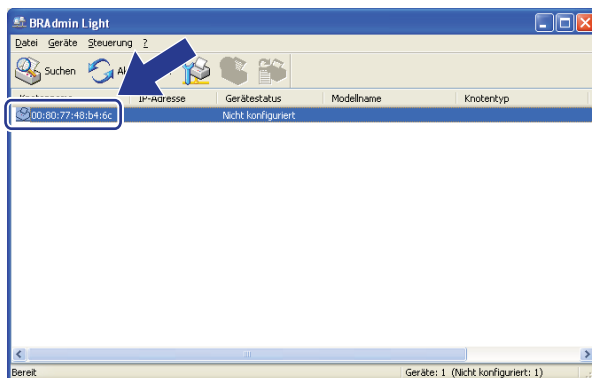 BRAdmin Light
Datei Geräte Steuerung ?
Suchen
IP-Adresse Gerätestatus Modellname Knotentyp
00:80:77:48:b4:6c Nicht konfiguriert
Bereit Geräte: 1 (Nicht konfiguriert: 1)